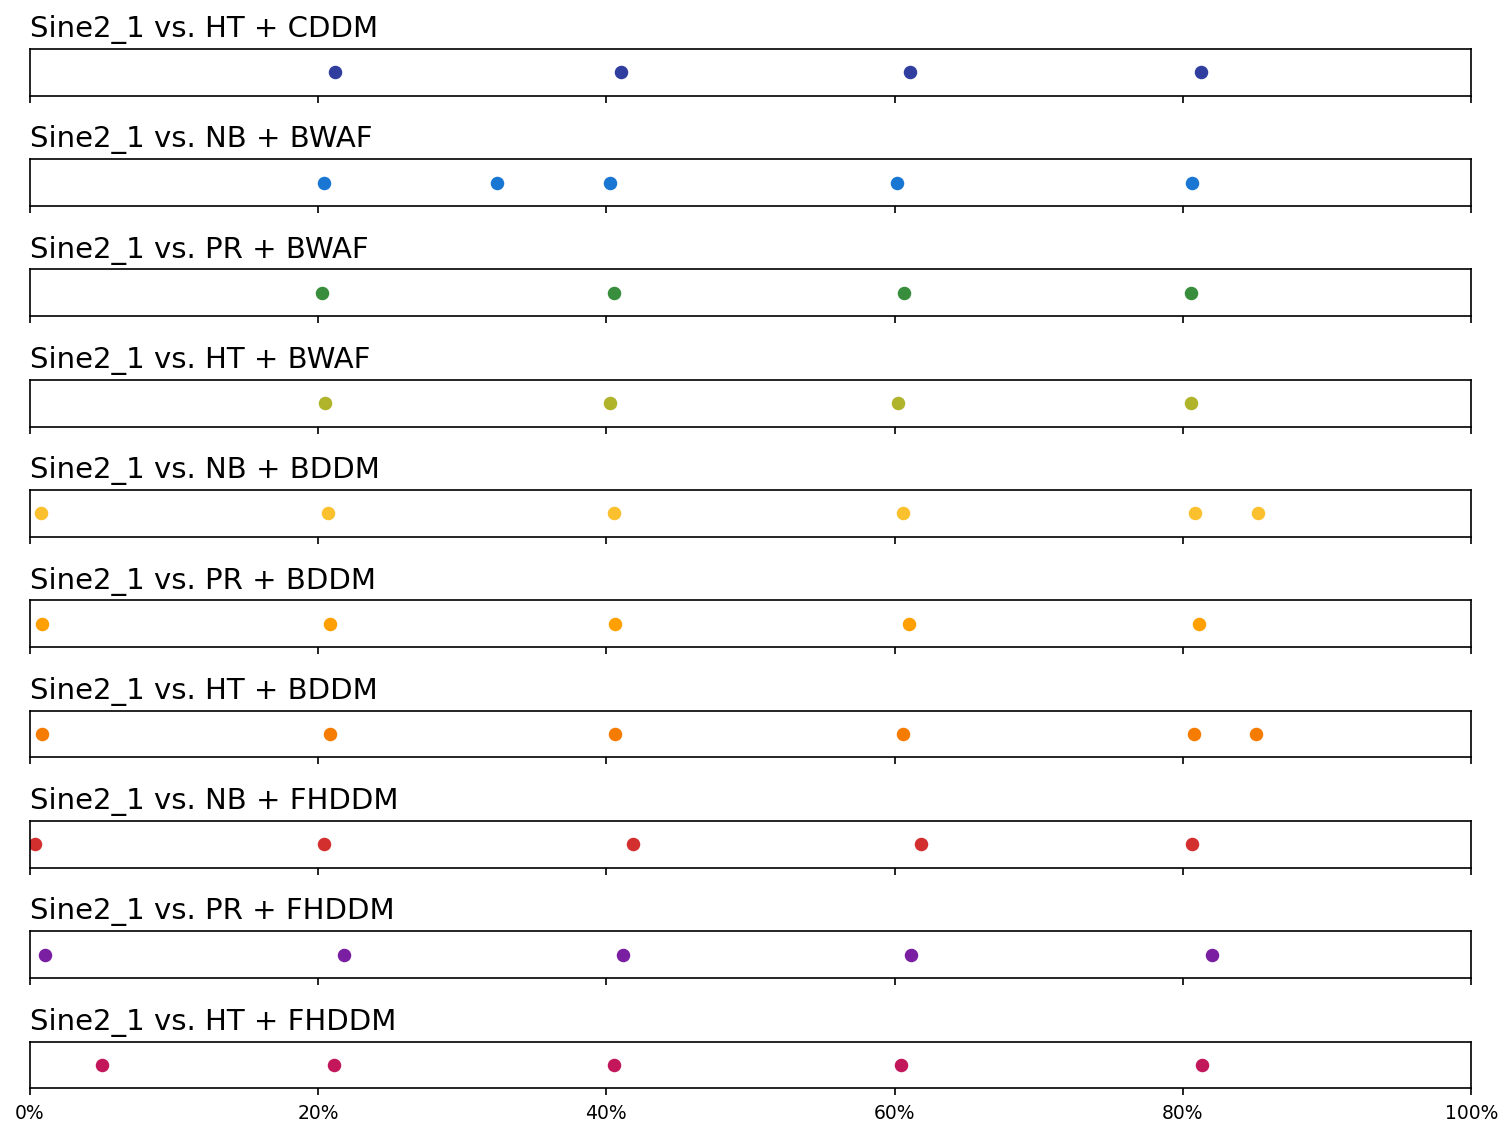 Sine2_1 vs. HT + CDDM
Sine2_1 vs. NB + BWAF
Sine2_1 vs. PR + BWAF
Sine2_1 vs. HT + BWAF
Sine2_1 vs. NB + BDDM
Sine2_1 vs. PR + BDDM
Sine2_1 vs. HT + BDDM
Sine2_1 vs. NB + FHDDM
Sine2_1 vs. PR + FHDDM
Sine2_1 vs. HT + FHDDM
0% 20% 40% 60% 80% 100%